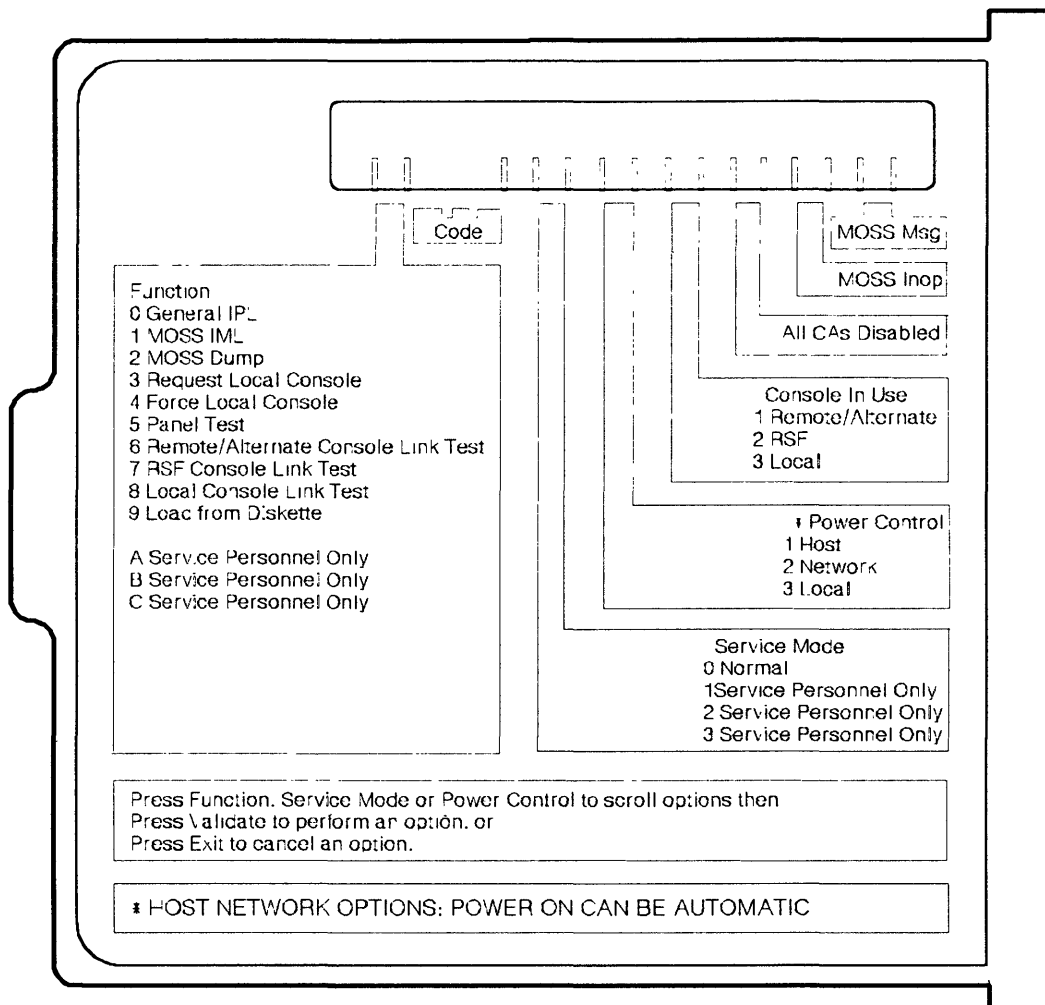 Code
MOSS Msg
MOSS Inop
All CAs Disabled
Function
0 General IPL
1 MOSS IML
2 MOSS Dump
3 Request Local Console
4 Force Local Console
5 Panel Test
6 Remote/Alternate Console Link Test
7 RSF Console Link Test
8 Local Console Link Test
9 Load from Diskette
A Service Personnel Only
B Service Personnel Only
C Service Personnel Only
Console In Use
1 Remote/Alternate
2 RSF
3 Local
* Power Control
1 Host
2 Network
3 Local
Service Mode
0 Normal
1Service Personnel Only
2 Service Personnel Only
3 Service Personnel Only
Press Function. Service Mode or Power Control to scroll options then
Press Validate to perform an option. or
Press Exit to cancel an option.
* HOST NETWORK OPTIONS: POWER ON CAN BE AUTOMATIC